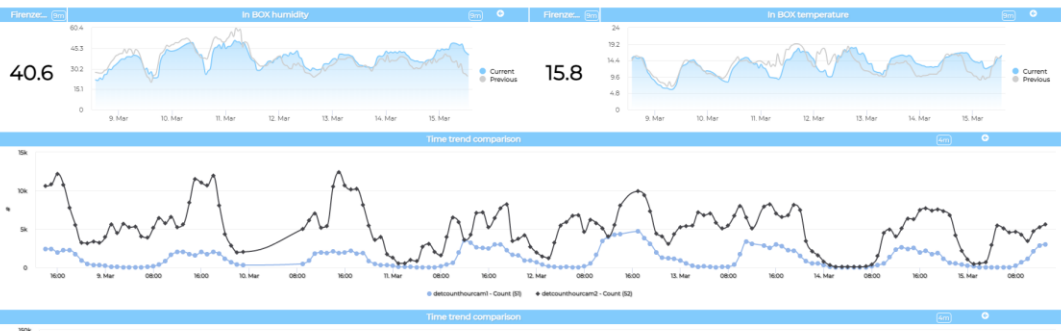 Firenze... 9m In BOX humidity 9m
Firenze... 9m In BOX temperature 9m
40.6
60.4
45.3
30.2
15.1
0
9. Mar 10. Mar 11. Mar 12. Mar 13. Mar 14. Mar 15. Mar
Current
Previous
15.8
24
19.2
14.4
9.6
4.8
0
9. Mar 10. Mar 11. Mar 12. Mar 13. Mar 14. Mar 15. Mar
Current
Previous
Time trend comparison 4m
15k
10k
5k
0
#
16:00 9. Mar 08:00 16:00 10. Mar 08:00 16:00 11. Mar 08:00 16:00 12. Mar 08:00 16:00 13. Mar 08:00 16:00 14. Mar 08:00 16:00 15. Mar 08:00
detcounthourcam1 - Count (S1) detcounthourcam2 - Count (S2)
Time trend comparison 4m